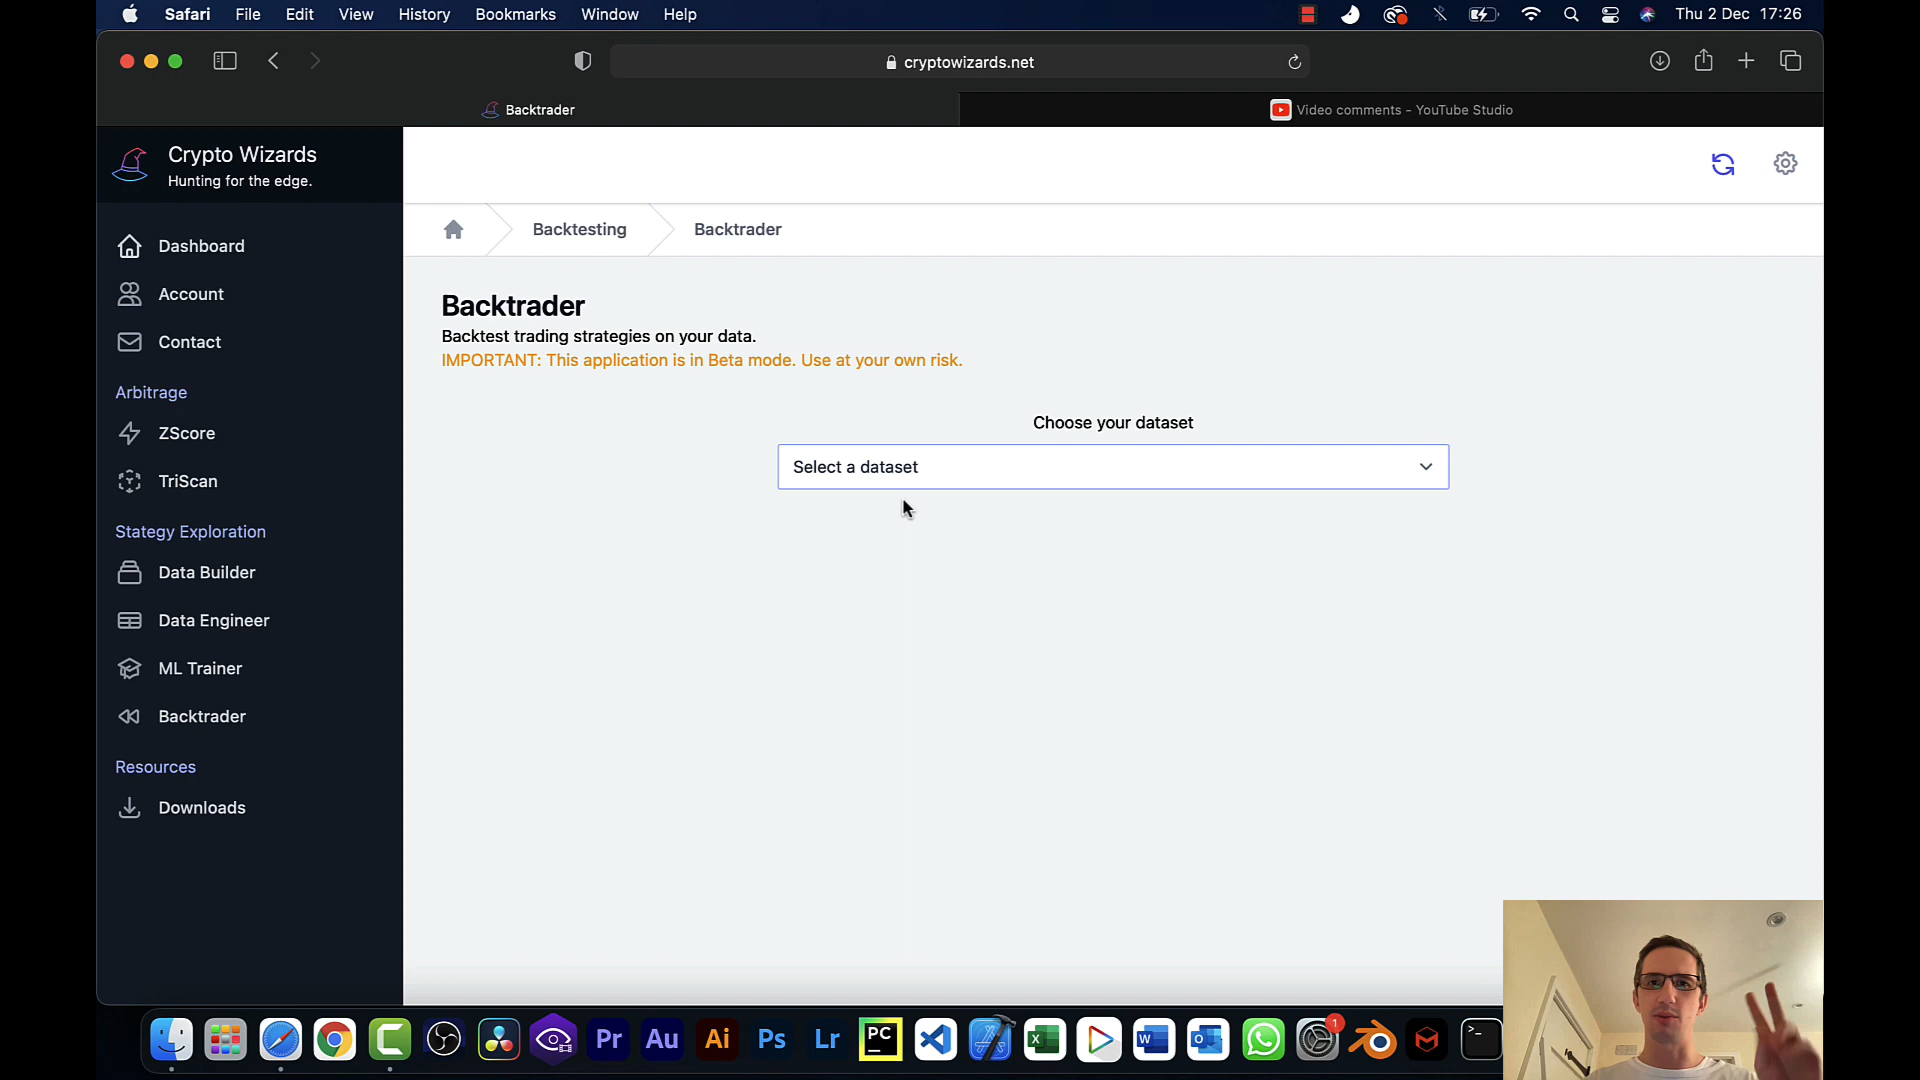 Safari File Edit View History Bookmarks Window Help Thu 2 Dec 17:26
cryptowizards.net
Backtrader
Video comments - YouTube Studio
Crypto Wizards
Hunting for the edge.
Dashboard
Account
Contact
Arbitrage
ZScore
TriScan
Stategy Exploration
Data Builder
Data Engineer
ML Trainer
Backtrader
Resources
Downloads
Backtesting
Backtrader
Backtrader
Backtest trading strategies on your data.
IMPORTANT: This application is in Beta mode. Use at your own risk.
Choose your dataset
Select a dataset
Pr Au Ai Ps Lr PC X W O 1 >_